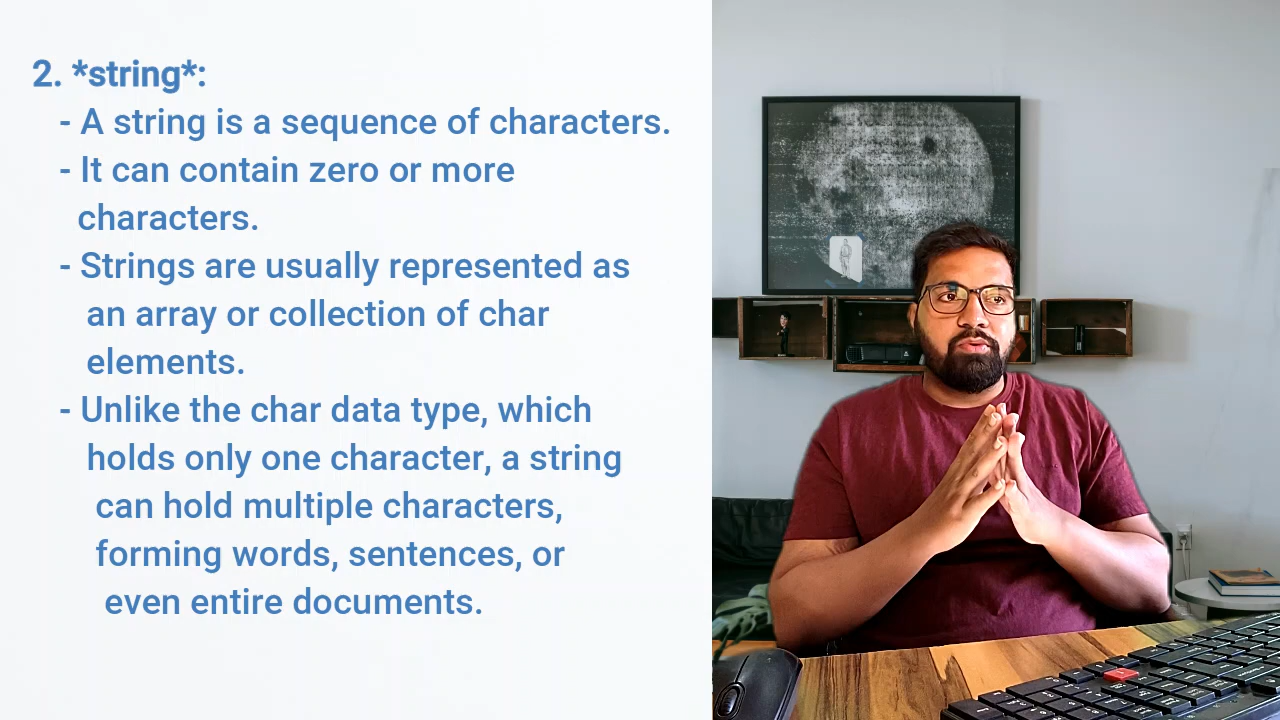 2. *string*:
- A string is a sequence of characters.
- It can contain zero or more
characters.
- Strings are usually represented as
an array or collection of char
elements.
- Unlike the char data type, which
holds only one character, a string
can hold multiple characters,
forming words, sentences, or
even entire documents.